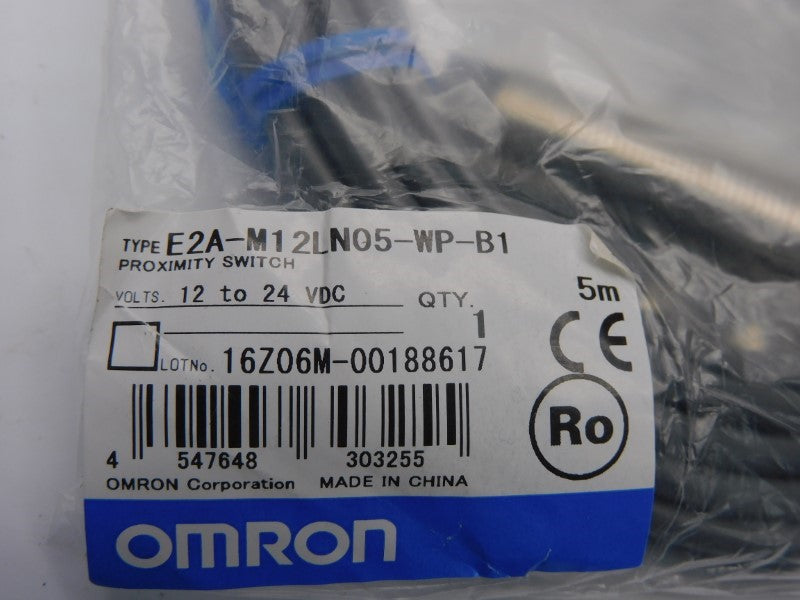 TYPE E2A-M12LN05-WP-B1
PROXIMITY SWITCH
5m
VOLTS. 12 to 24 VDC QTY.
1
LOTNo. 16Z06M-00188617
CE
Ro
4 547648 303255
OMRON Corporation MADE IN CHINA
OMRON